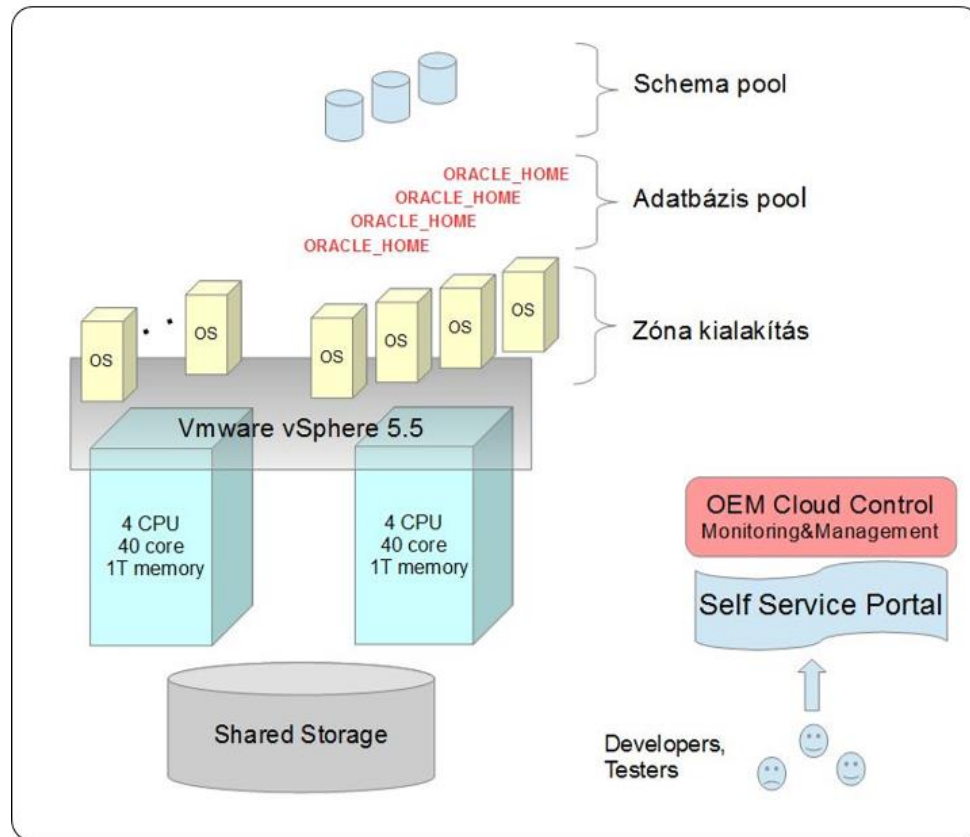 Schema pool
ORACLE_HOME
ORACLE_HOME
ORACLE_HOME
ORACLE_HOME
Adatbázis pool
OS
OS
OS
OS
OS
OS
Zóna kialakítás
Vmware vSphere 5.5
4 CPU
40 core
1T memory
4 CPU
40 core
1T memory
Shared Storage
OEM Cloud Control
Monitoring&Management
Self Service Portal
Developers,
Testers